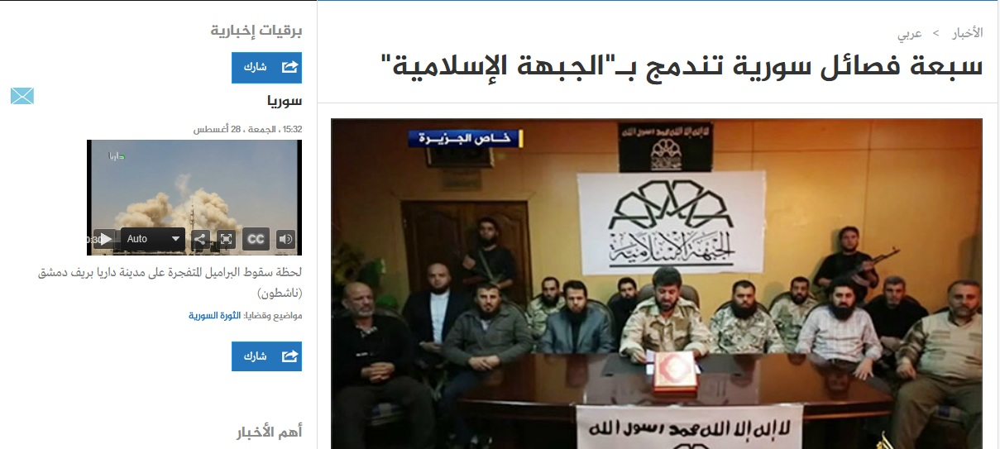 الأخبار > عربي
سبعة فصائل سورية تندمج بـ"الجبهة الإسلامية"
خاص الجزيرة
لا إله إلا الله محمد رسول الله
الجبهة الإسلامية
لا إله إلا الله محمد رسول الله
برقيات إخبارية
شارك
سوريا
15:32 ، الجمعة ، 28 أغسطس
داريا
0:30
Auto
CC
لحظة سقوط البراميل المتفجرة على مدينة داريا بريف دمشق
(ناشطون)
مواضيع وقضايا: الثورة السورية
شارك
أهم الأخبار